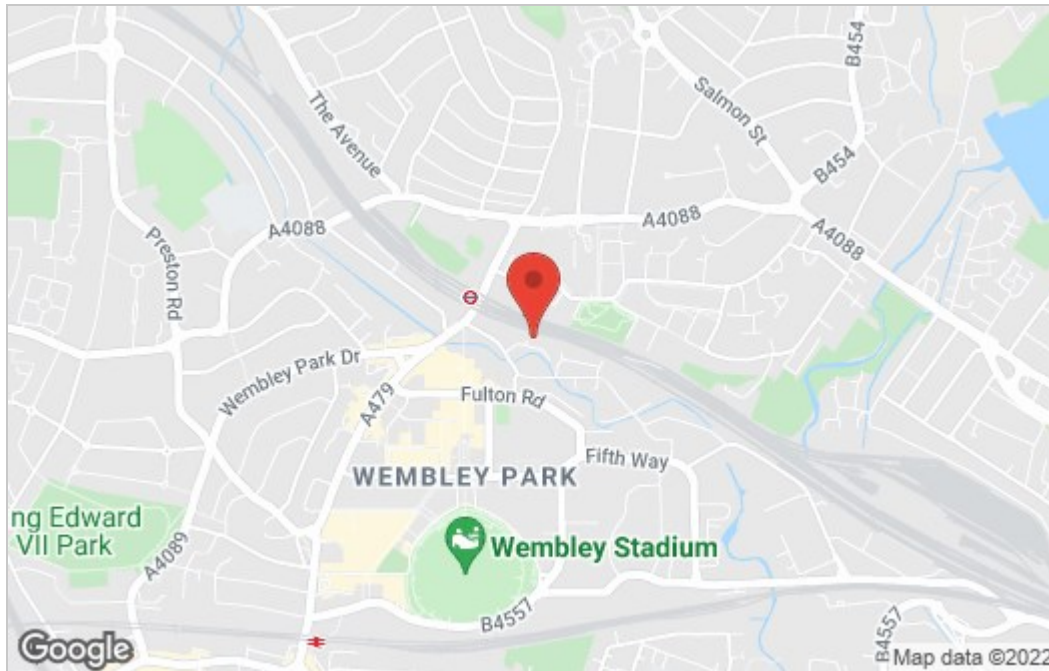 B454
The Avenue
Salmon St
B454
A4088
A4088
A4088
Preston Rd
Wembley Park Dr
A479
Fulton Rd
Fifth Way
WEMBLEY PARK
ng Edward
VII Park
A4089
Wembley Stadium
B4557
B4557
Google
Map data ©2022